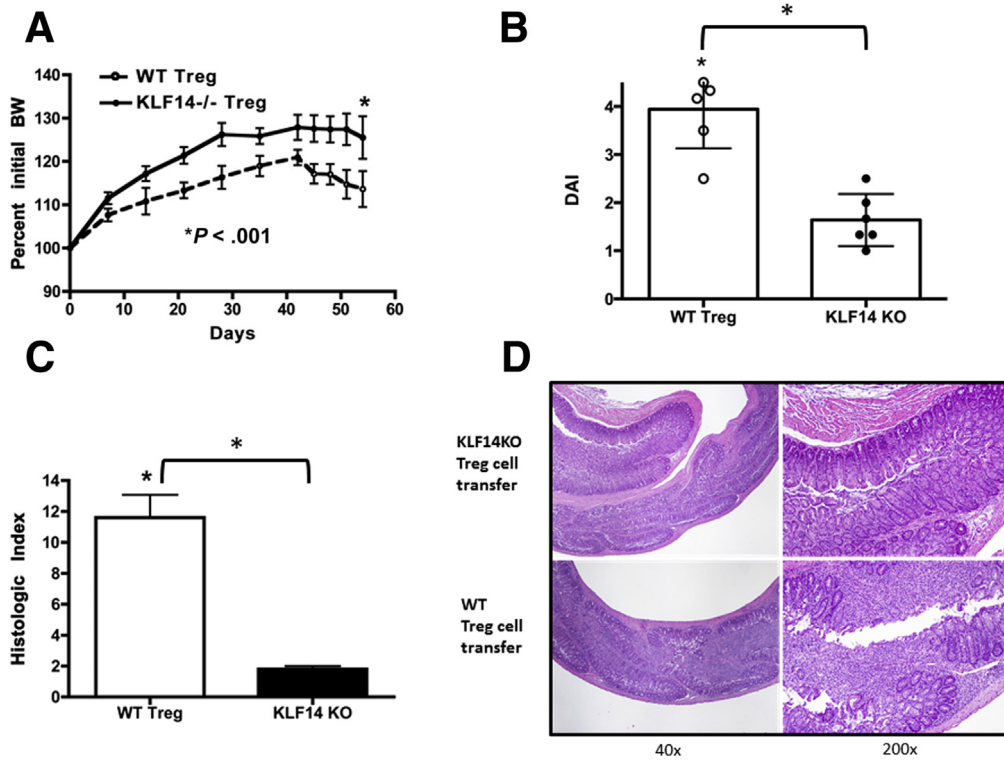 A
WT Treg
KLF14-/- Treg
*
*P < .001
Percent initial BW
140
130
120
110
100
90
0
10
20
30
40
50
60
Days
B
*
*
DAI
4
3
2
1
0
WT Treg
KLF14 KO
C
*
*
Histologic Index
14
12
10
8
6
4
2
0
WT Treg
KLF14 KO
D
KLF14KO
Treg cell
transfer
WT
Treg cell
transfer
40x
200x